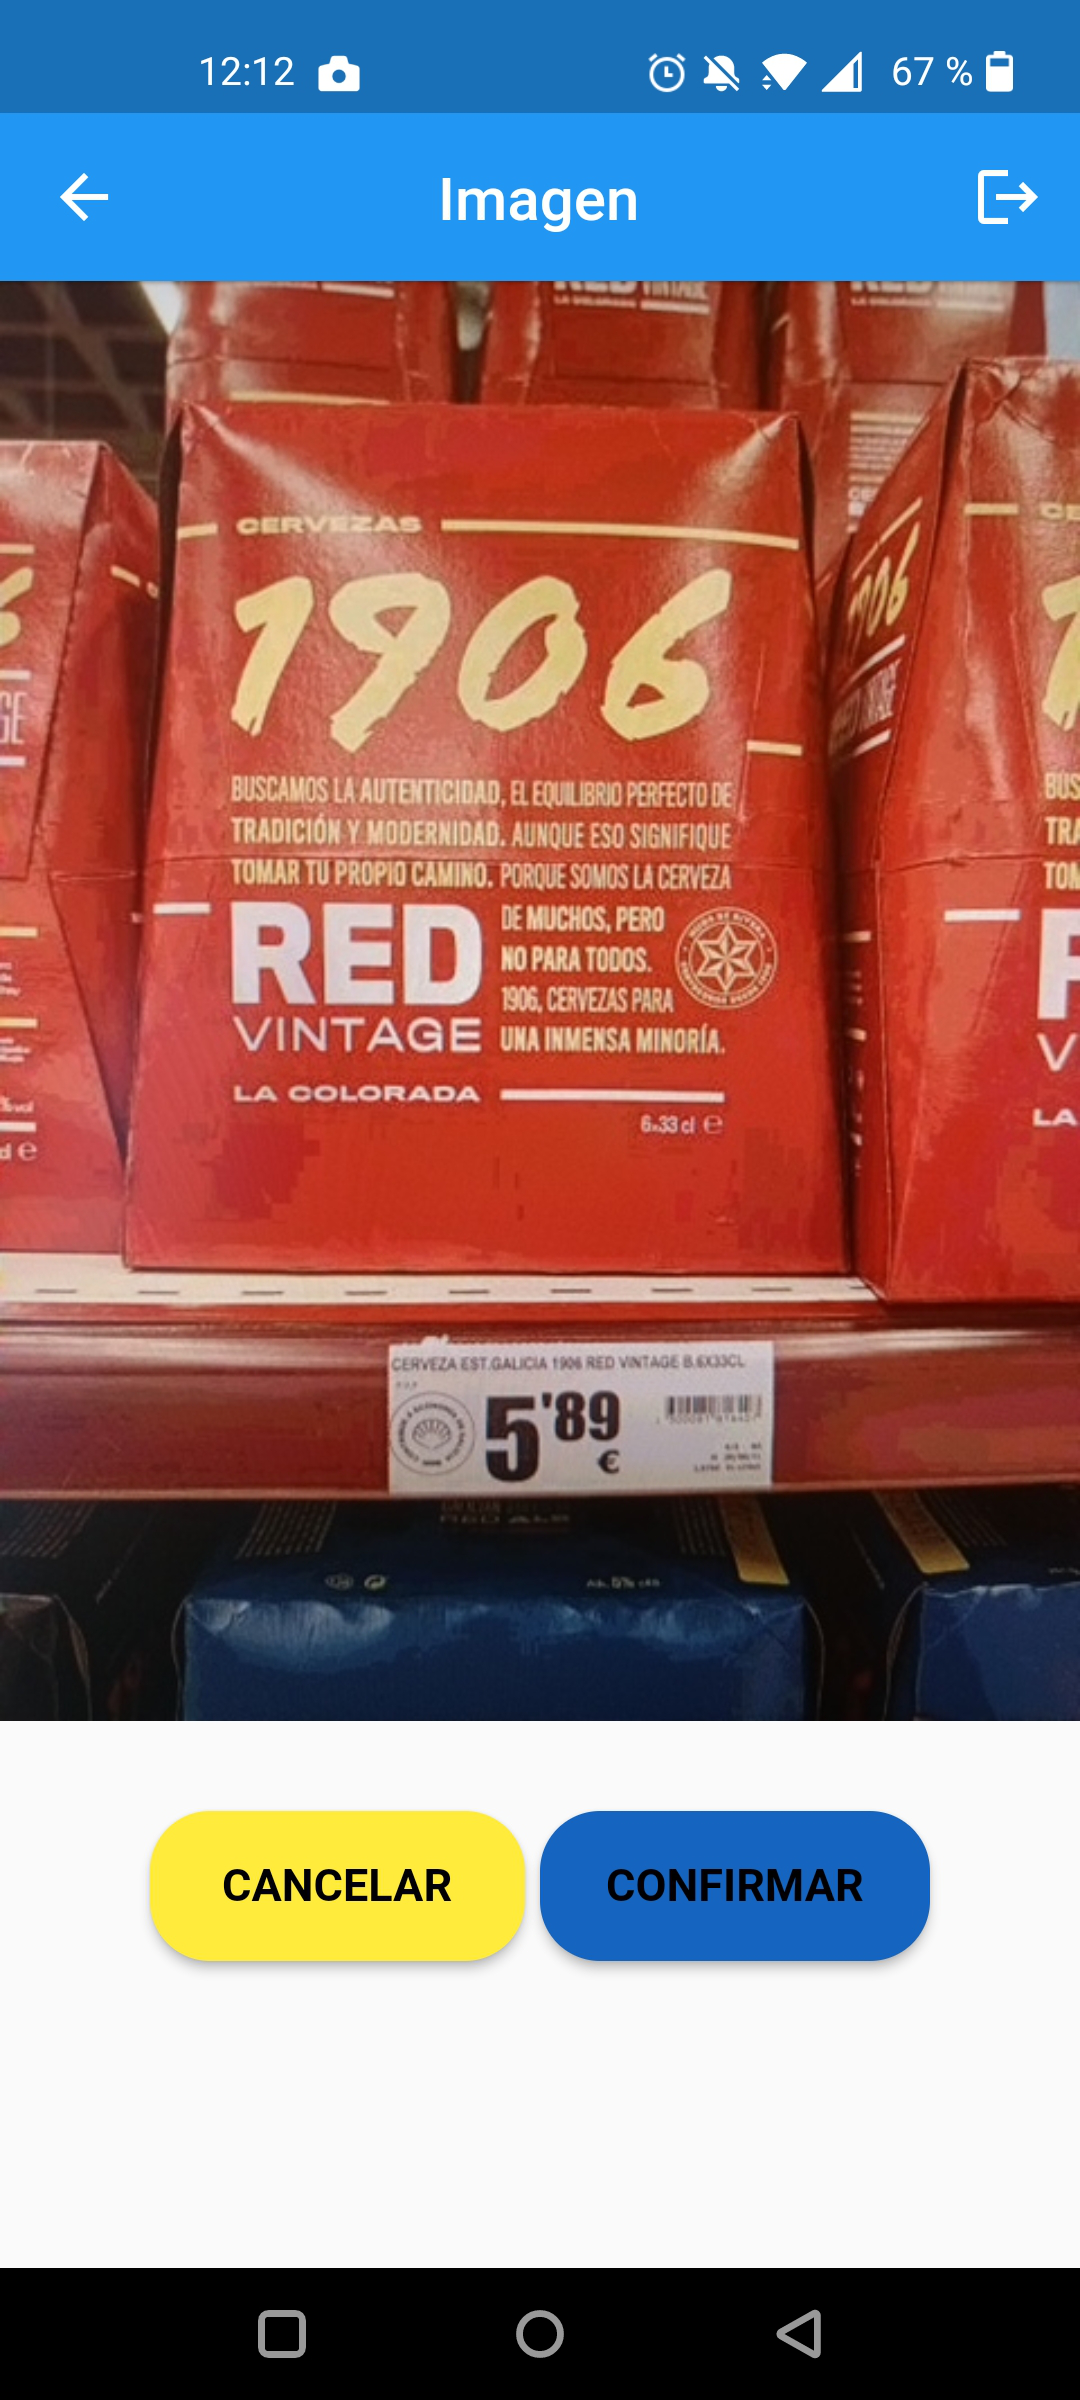 12:12
67 %
Imagen
CERVEZAS
1906
BUSCAMOS LA AUTENTICIDAD, EL EQUILIBRIO PERFECTO DE
TRADICIÓN Y MODERNIDAD. AUNQUE ESO SIGNIFIQUE
TOMAR TU PROPIO CAMINO. PORQUE SOMOS LA CERVEZA
DE MUCHOS, PERO
NO PARA TODOS.
1906, CERVEZAS PARA
UNA INMENSA MINORÍA.
RED
VINTAGE
LA COLORADA
6x33 cl ℮
CERVEZA EST.GALICIA 1906 RED VINTAGE B.6X33CL
5'89
€
RED ALE
CANCELAR
CONFIRMAR